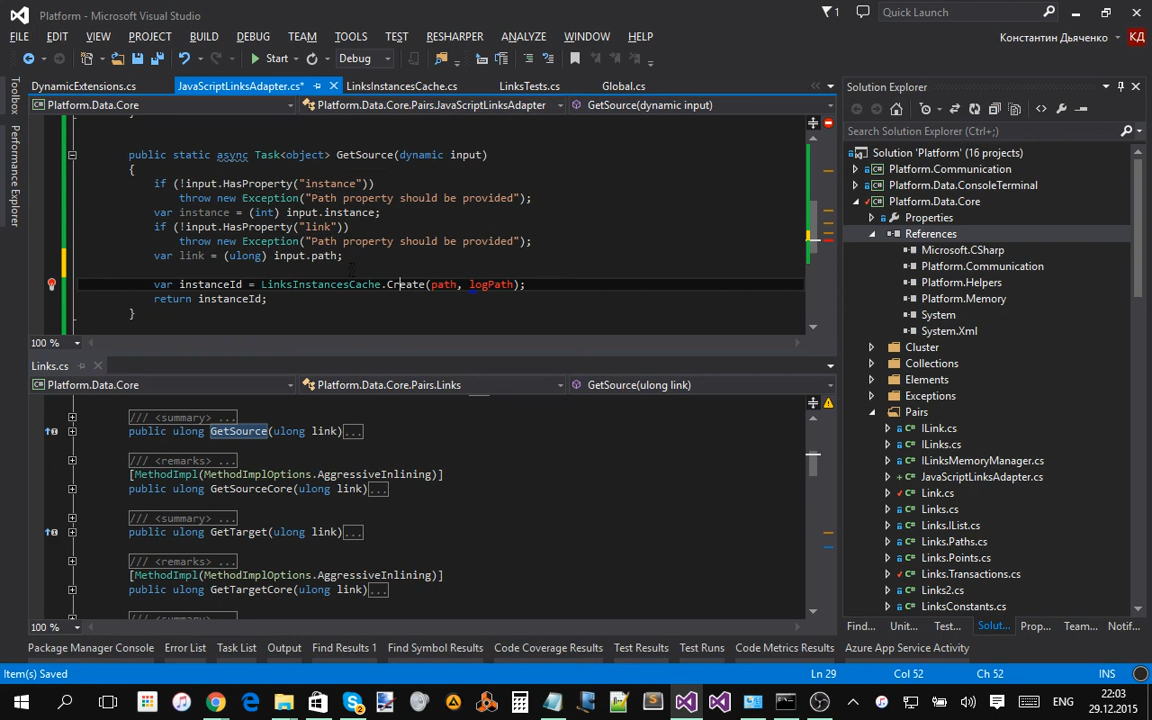 Platform - Microsoft Visual Studio
1
Quick Launch
FILE EDIT VIEW PROJECT BUILD DEBUG TEAM TOOLS TEST RESHARPER ANALYZE WINDOW HELP
Константин Дьяченко КД
Start Debug
DynamicExtensions.cs JavaScriptLinksAdapter.cs* LinksInstancesCache.cs LinksTests.cs Global.cs
Platform.Data.Core Platform.Data.Core.Pairs.JavaScriptLinksAdapter GetSource(dynamic input)
Toolbox
Performance Explorer
}
public static async Task<object> GetSource(dynamic input)
{
if (!input.HasProperty("instance"))
throw new Exception("Path property should be provided");
var instance = (int) input.instance;
if (!input.HasProperty("link"))
throw new Exception("Path property should be provided");
var link = (ulong) input.path;
var instanceId = LinksInstancesCache.Create(path, logPath);
return instanceId;
}
100 %
Links.cs
Platform.Data.Core Platform.Data.Core.Pairs.Links GetSource(ulong link)
/// <summary> ...
public ulong GetSource(ulong link)...
/// <remarks> ...
[MethodImpl(MethodImplOptions.AggressiveInlining)]
public ulong GetSourceCore(ulong link)...
/// <summary> ...
public ulong GetTarget(ulong link)...
/// <remarks> ...
[MethodImpl(MethodImplOptions.AggressiveInlining)]
public ulong GetTargetCore(ulong link)...
/// <summary> ...
100 %
Solution Explorer
Search Solution Explorer (Ctrl+;)
Solution 'Platform' (16 projects)
Platform.Communication
Platform.Data.ConsoleTerminal
Platform.Data.Core
Properties
References
Microsoft.CSharp
Platform.Communication
Platform.Helpers
Platform.Memory
System
System.Xml
Cluster
Collections
Elements
Exceptions
Pairs
ILink.cs
ILinks.cs
ILinksMemoryManager.cs
JavaScriptLinksAdapter.cs
Link.cs
Links.cs
Links.IList.cs
Links.Paths.cs
Links.Points.cs
Links.Transactions.cs
Links2.cs
LinksConstants.cs
Find... Unit... Test... Solut... Prop... Team... Notif...
Package Manager Console Error List Task List Output Find Results 1 Find Symbol Results Code Coverage Results Test Results Test Runs Code Metrics Results Azure App Service Activity
Item(s) Saved Ln 29 Col 52 Ch 52 INS
ENG 22:03
29.12.2015